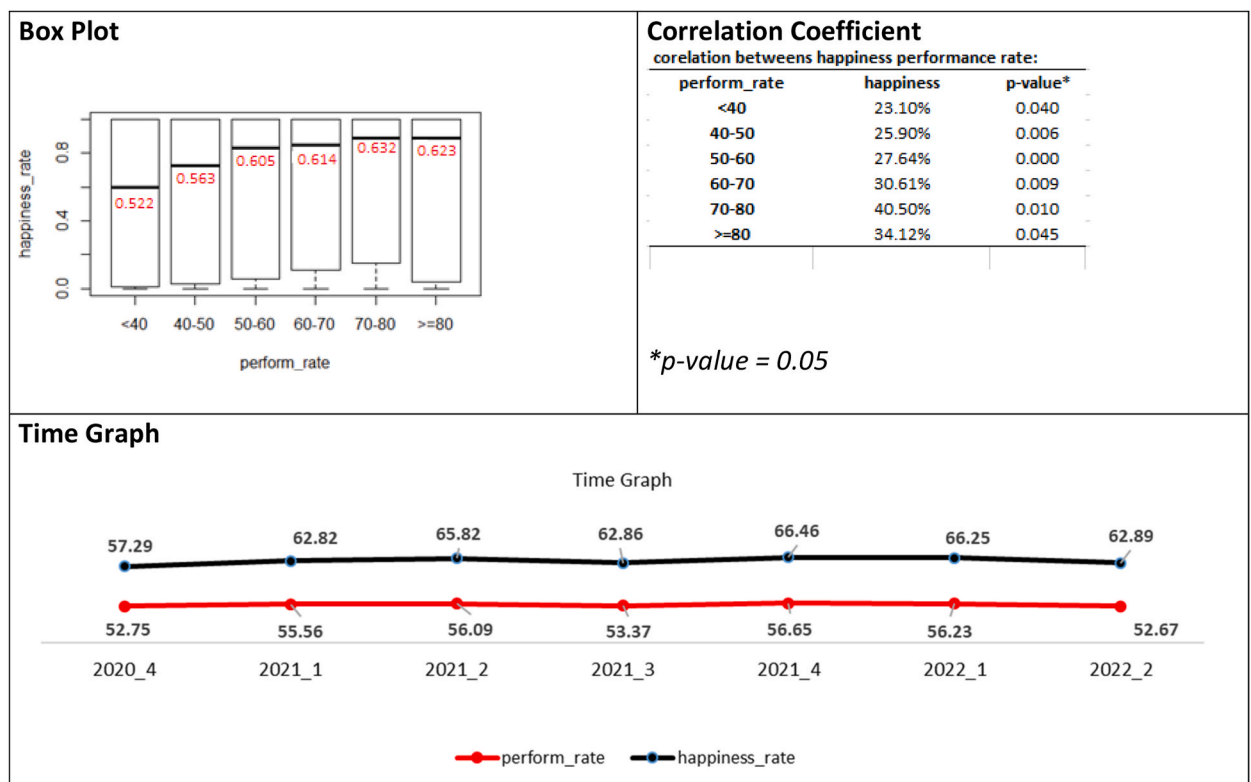 Box Plot
happiness_rate
0.8
0.4
0.0
0.522
0.563
0.605
0.614
0.632
0.623
<40 40-50 50-60 60-70 70-80 >=80
perform_rate
Correlation Coefficient
corelation betweens happiness performance rate:
perform_rate happiness p-value*
<40 23.10% 0.040
40-50 25.90% 0.006
50-60 27.64% 0.000
60-70 30.61% 0.009
70-80 40.50% 0.010
>=80 34.12% 0.045
*p-value = 0.05
Time Graph
Time Graph
57.29 62.82 65.82 62.86 66.46 66.25 62.89
52.75 55.56 56.09 53.37 56.65 56.23 52.67
2020_4 2021_1 2021_2 2021_3 2021_4 2022_1 2022_2
perform_rate happiness_rate